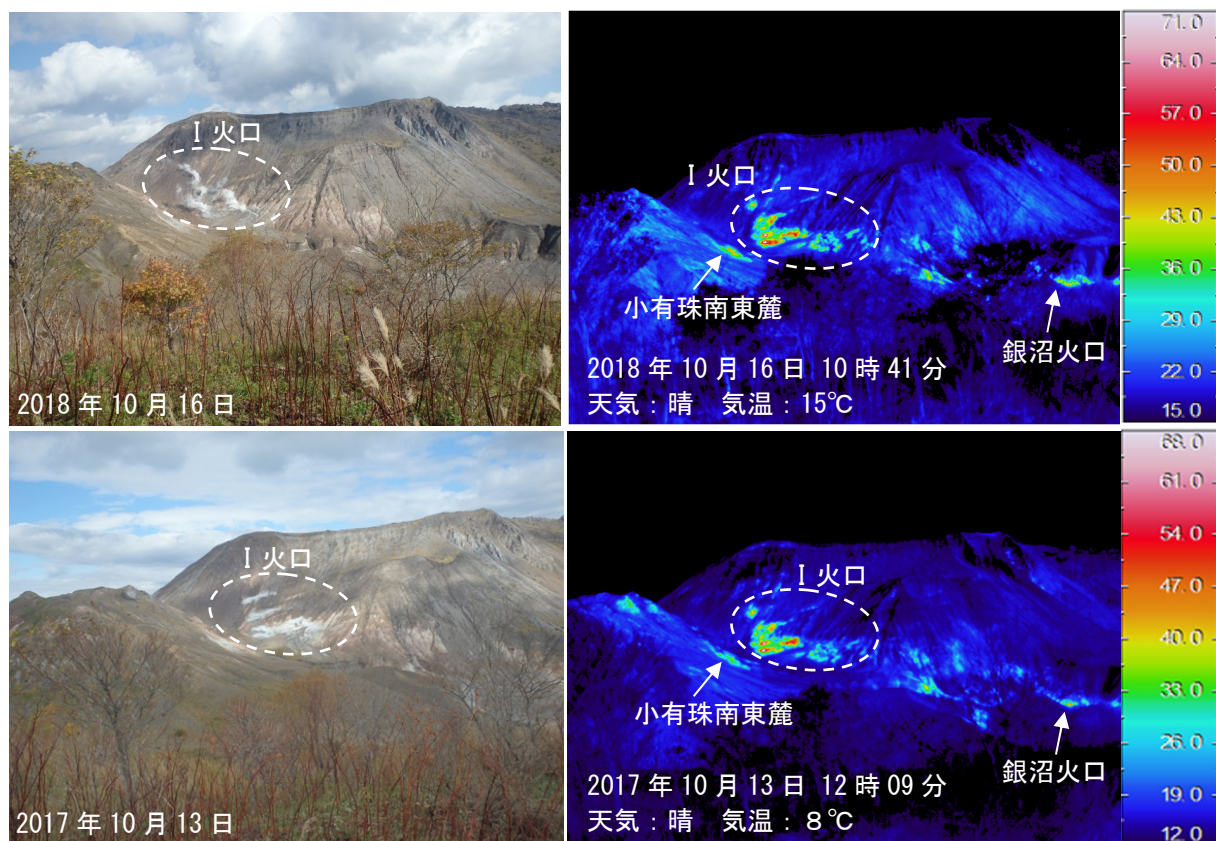 I 火口
2018 年 10 月 16 日
I 火口
小有珠南東麓
銀沼火口
2018 年 10 月 16 日 10 時 41 分
天気：晴 気温：15℃
71.0
64.0
57.0
50.0
43.0
36.0
29.0
22.0
15.0
I 火口
2017 年 10 月 13 日
I 火口
小有珠南東麓
銀沼火口
2017 年 10 月 13 日 12 時 09 分
天気：晴 気温：８℃
68.0
61.0
54.0
47.0
40.0
33.0
26.0
19.0
12.0